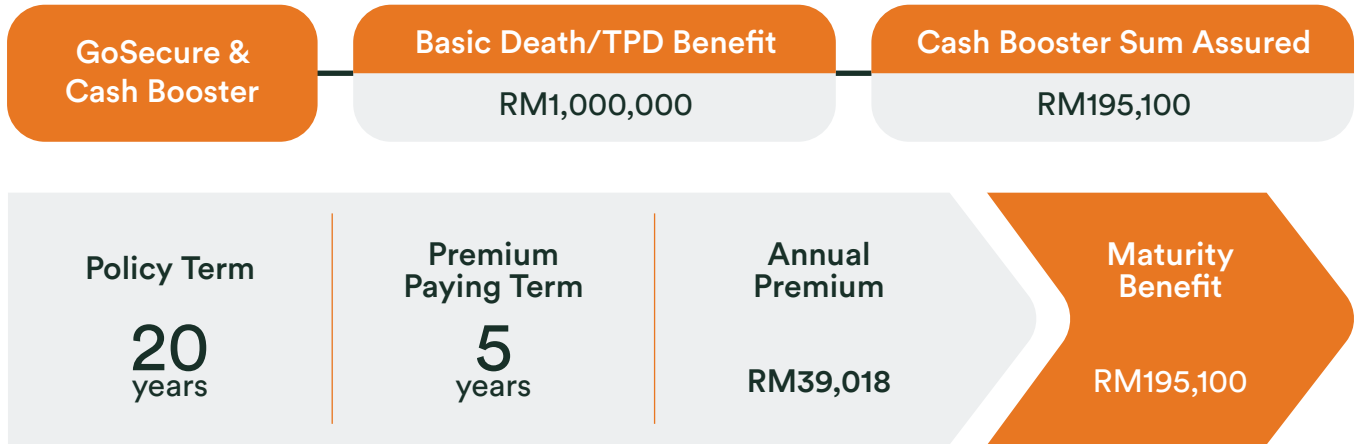 GoSecure &
Cash Booster
Basic Death/TPD Benefit
RM1,000,000
Cash Booster Sum Assured
RM195,100
Policy Term
20
years
Premium
Paying Term
5
years
Annual
Premium
RM39,018
Maturity
Benefit
RM195,100